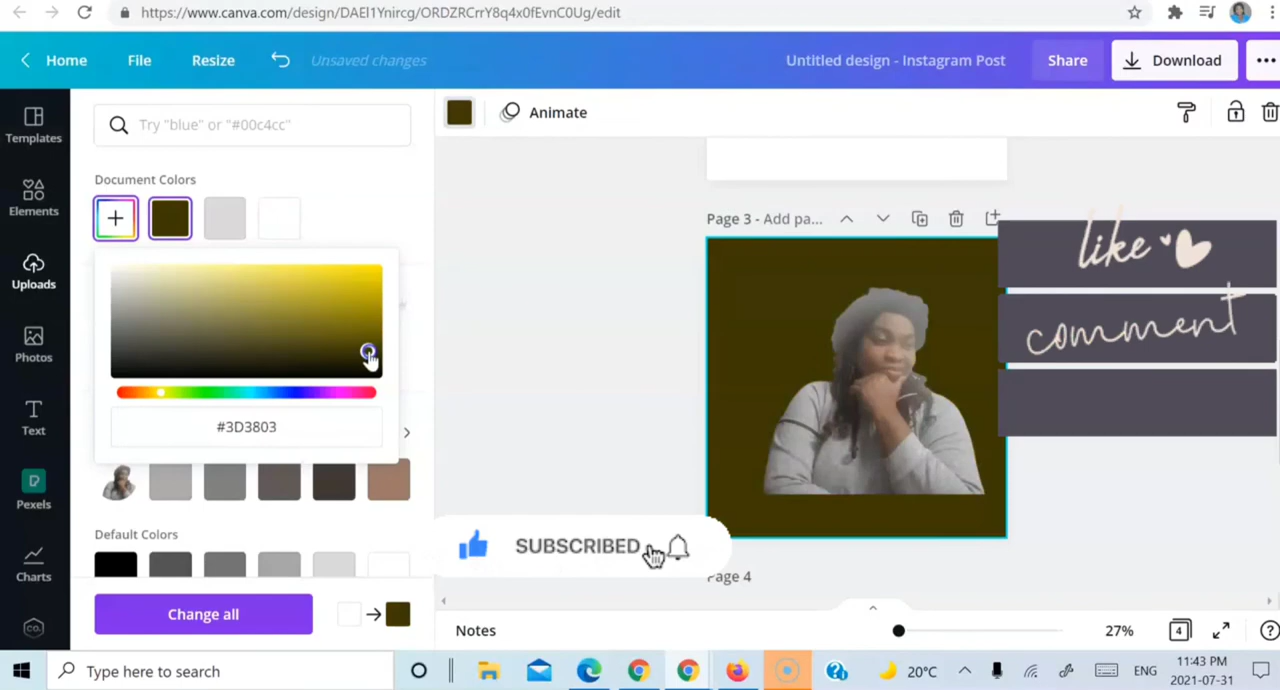 https://www.canva.com/design/DAEl1Ynircg/ORDZRCrrY8q4x0fEvnC0Ug/edit
Home
File
Resize
Unsaved changes
Untitled design - Instagram Post
Share
Download
Templates
Elements
Uploads
Photos
Text
Pexels
Charts
co.
Try "blue" or "#00c4cc"
Document Colors
#3D3803
Default Colors
Change all
Animate
Page 3 - Add pa...
like
comment
SUBSCRIBED
Page 4
Notes
27%
4
Type here to search
20°C
ENG
11:43 PM
2021-07-31